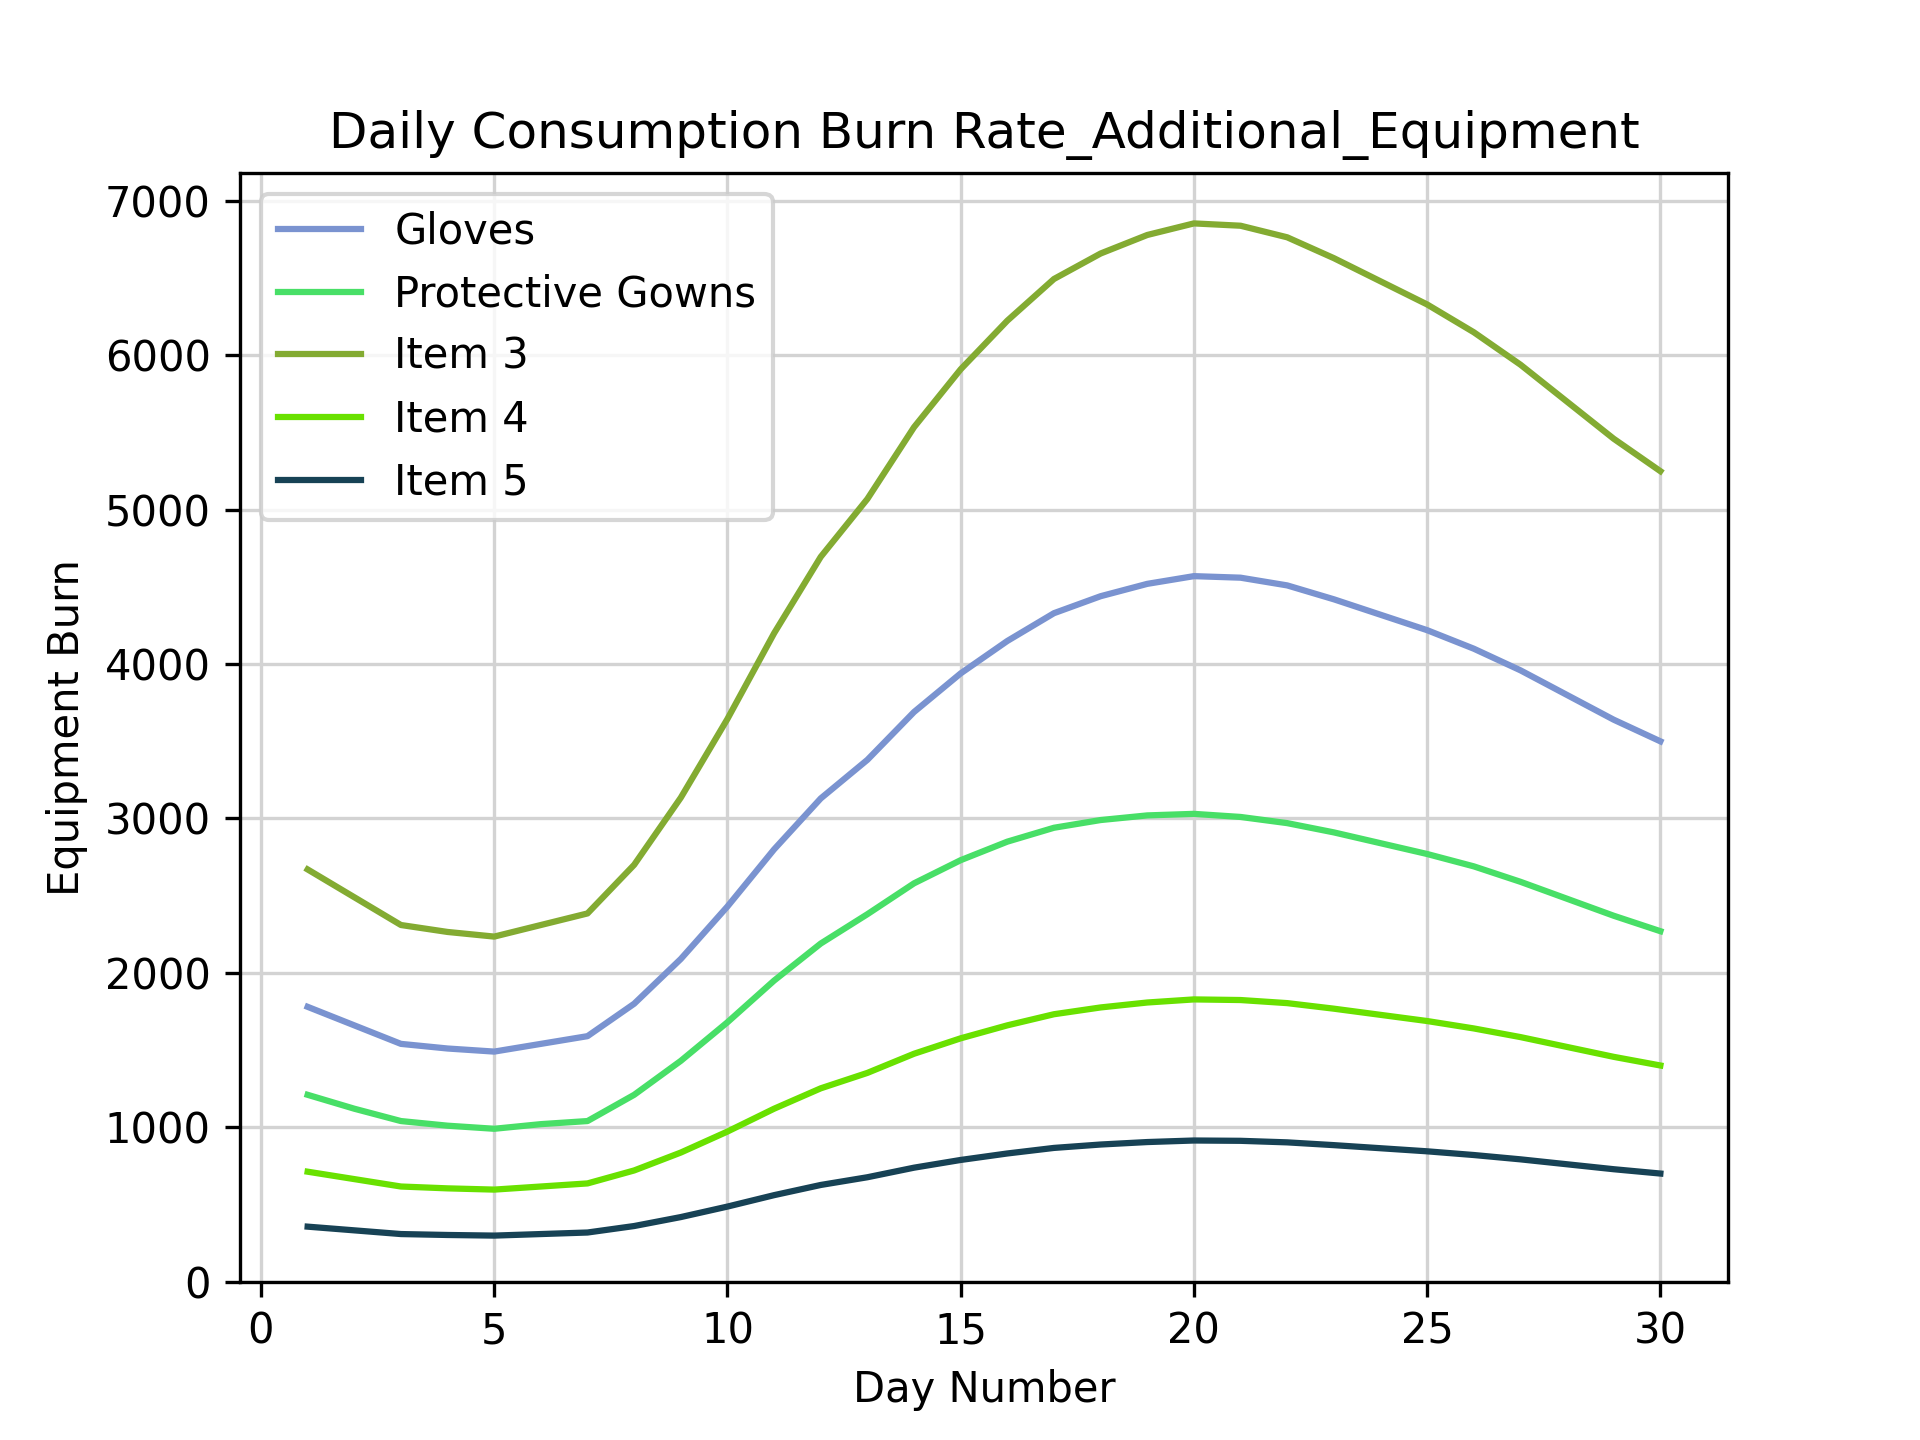 Daily Consumption Burn Rate_Additional_Equipment
7000
6000
5000
4000
3000
2000
1000
0
Equipment Burn
Gloves
Protective Gowns
Item 3
Item 4
Item 5
0 5 10 15 20 25 30
Day Number